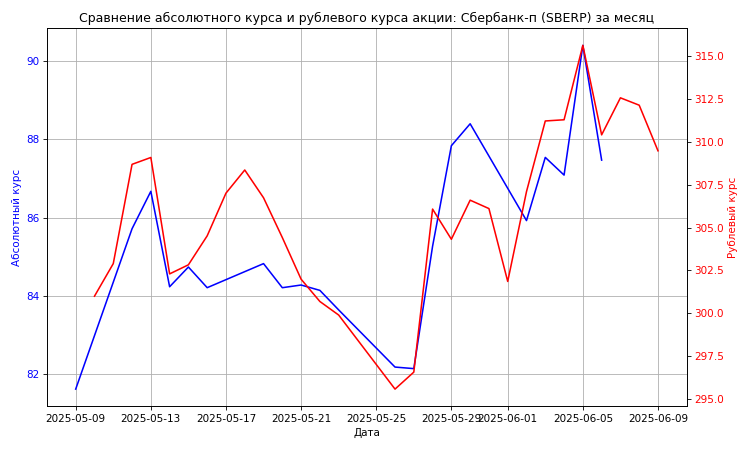 Сравнение абсолютного курса и рублевого курса акции: Сбербанк-п (SBERP) за месяц
Абсолютный курс
90
88
86
84
82
315.0
312.5
310.0
307.5
305.0
302.5
300.0
297.5
295.0
Рублевый курс
2025-05-09 2025-05-13 2025-05-17 2025-05-21 2025-05-25 2025-05-29 2025-06-01 2025-06-05 2025-06-09
Дата